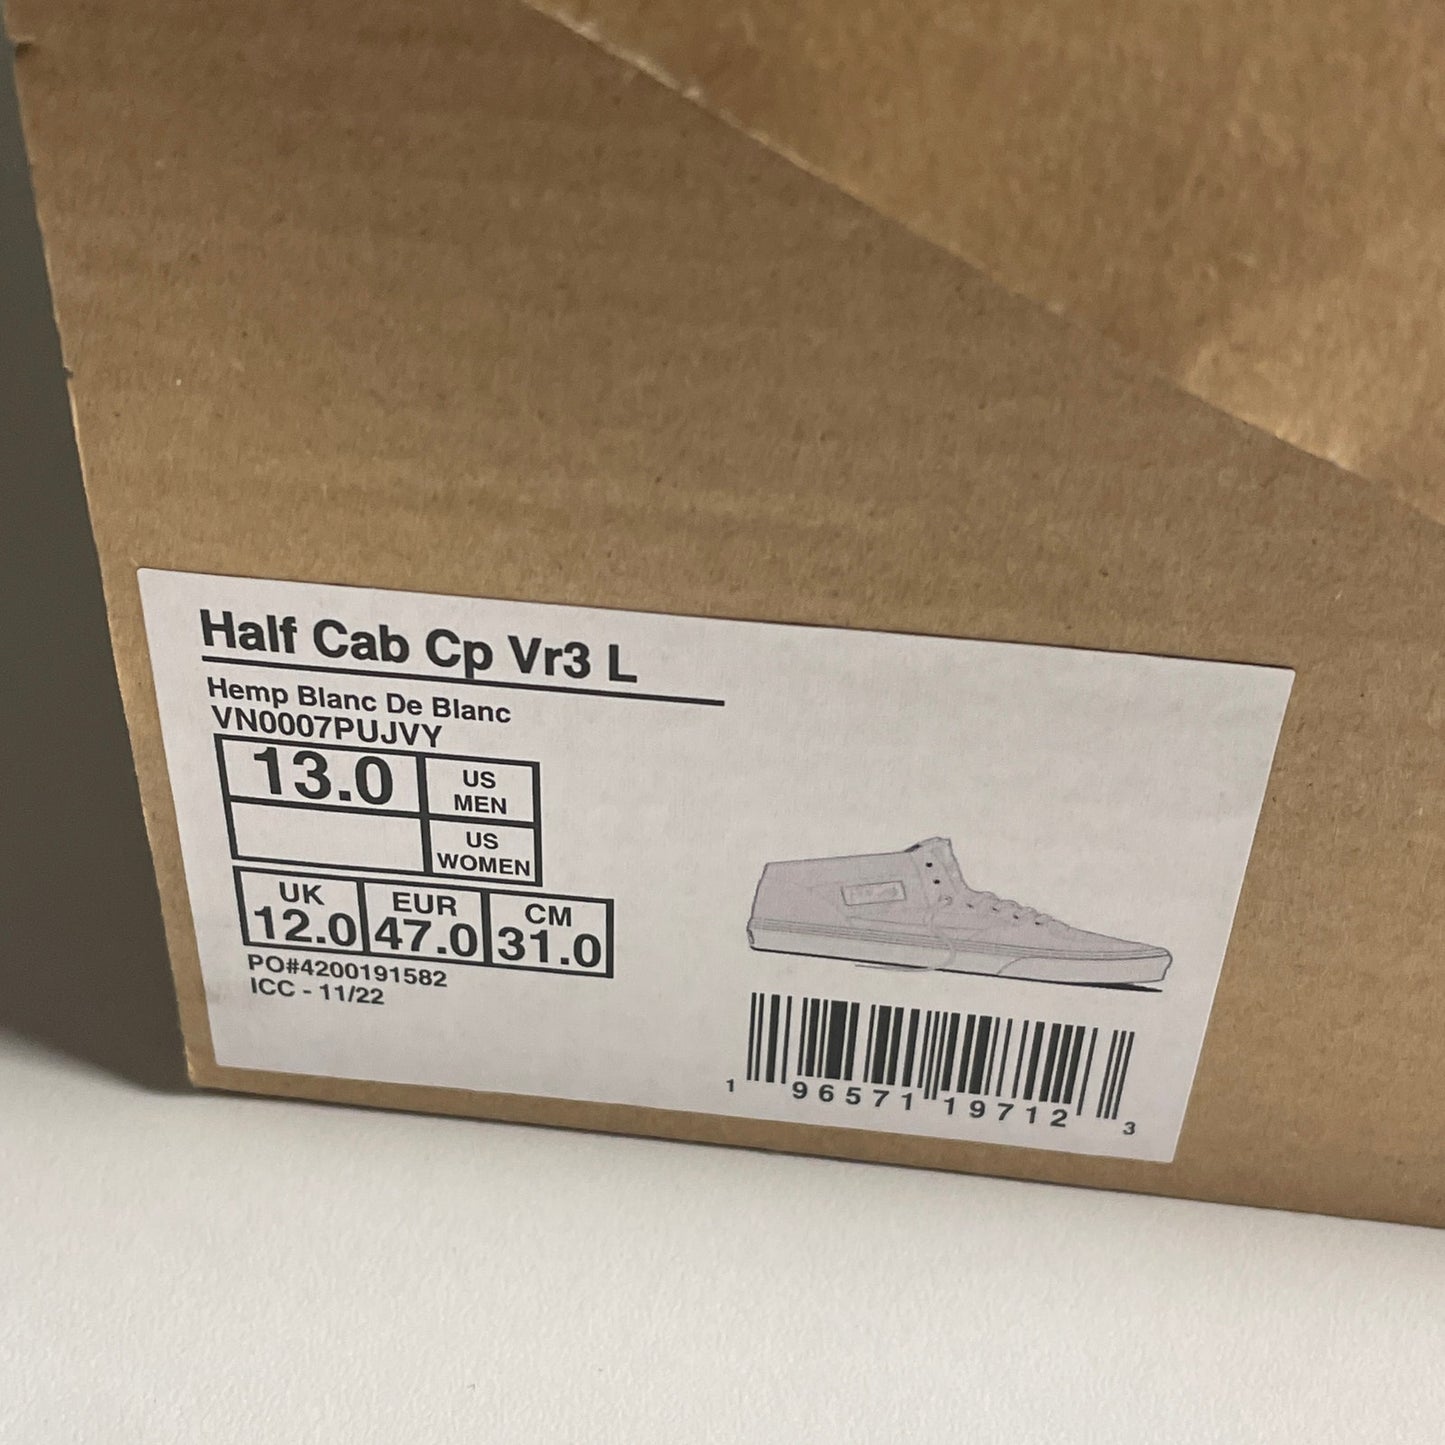 Half Cab Cp Vr3 L
Hemp Blanc De Blanc
VN0007PUJVY
13.0 US MEN
US WOMEN
UK EUR CM
12.0 47.0 31.0
PO#4200191582
ICC - 11/22
1 96571 19712 3